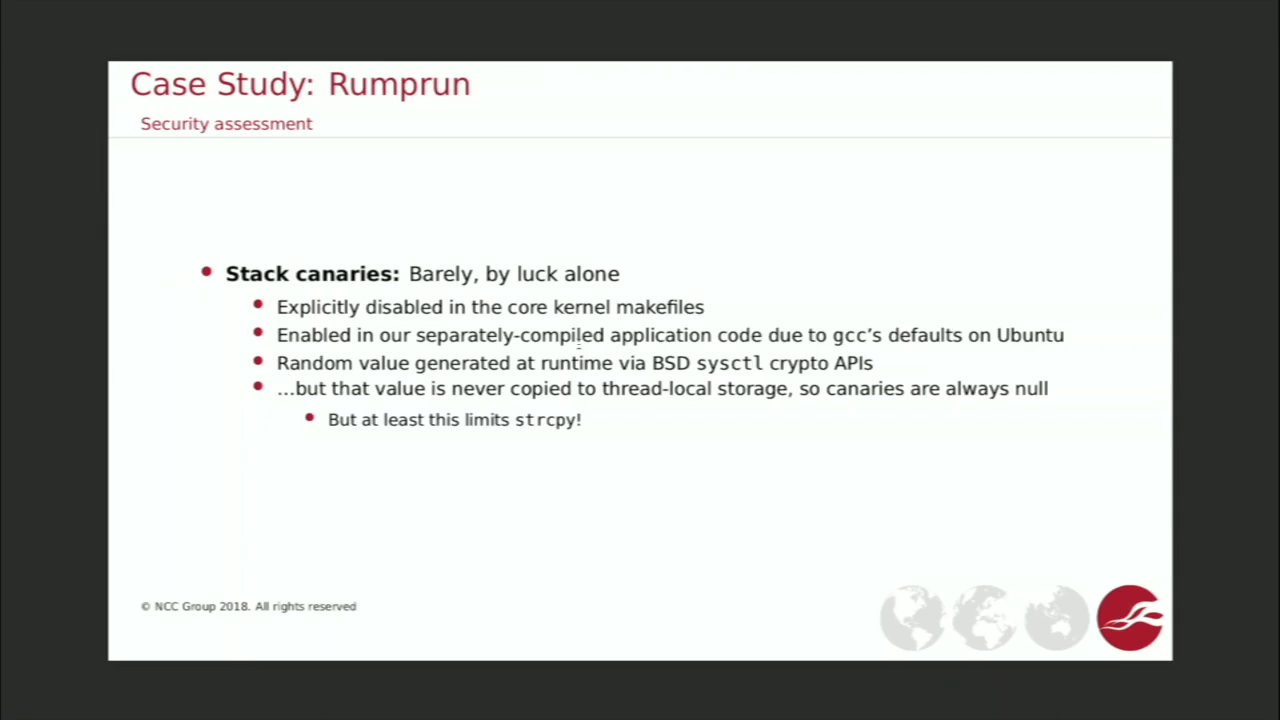 Case Study: Rumprun
Security assessment
Stack canaries: Barely, by luck alone
Explicitly disabled in the core kernel makefiles
Enabled in our separately-compiled application code due to gcc’s defaults on Ubuntu
Random value generated at runtime via BSD sysctl crypto APIs
...but that value is never copied to thread-local storage, so canaries are always null
But at least this limits strcpy!
© NCC Group 2018. All rights reserved